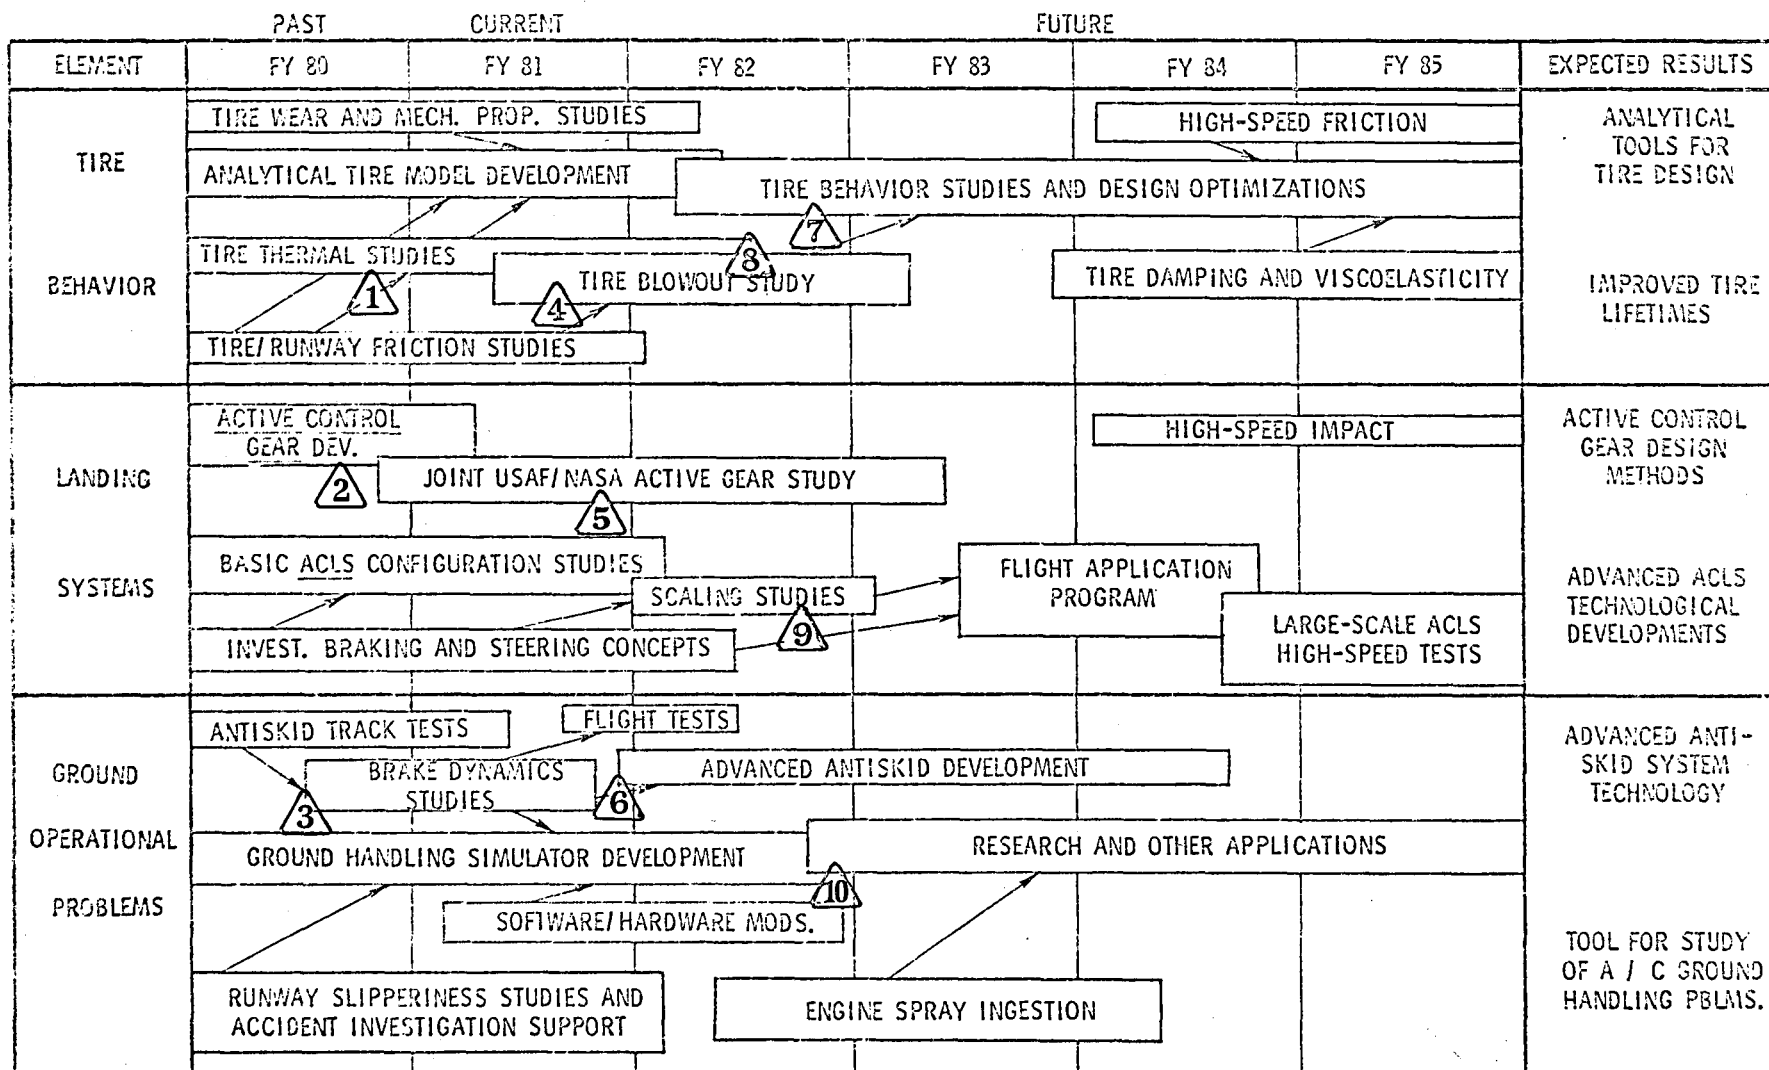 PAST CURRENT FUTURE
ELEMENT FY 80 FY 81 FY 82 FY 83 FY 84 FY 85 EXPECTED RESULTS
TIRE
BEHAVIOR
TIRE WEAR AND MECH. PROP. STUDIES
HIGH-SPEED FRICTION
ANALYTICAL TIRE MODEL DEVELOPMENT
TIRE BEHAVIOR STUDIES AND DESIGN OPTIMIZATIONS
7
TIRE THERMAL STUDIES
8
1
TIRE BLOWOUT STUDY
4
TIRE DAMPING AND VISCOELASTICITY
TIRE/RUNWAY FRICTION STUDIES
ANALYTICAL
TOOLS FOR
TIRE DESIGN
IMPROVED TIRE
LIFETIMES
LANDING
SYSTEMS
ACTIVE CONTROL
GEAR DEV.
HIGH-SPEED IMPACT
2
JOINT USAF/NASA ACTIVE GEAR STUDY
5
BASIC ACLS CONFIGURATION STUDIES
SCALING STUDIES
9
FLIGHT APPLICATION
PROGRAM
INVEST. BRAKING AND STEERING CONCEPTS
LARGE-SCALE ACLS
HIGH-SPEED TESTS
ACTIVE CONTROL
GEAR DESIGN
METHODS
ADVANCED ACLS
TECHNOLOGICAL
DEVELOPMENTS
GROUND
OPERATIONAL
PROBLEMS
ANTISKID TRACK TESTS
FLIGHT TESTS
3
BRAKE DYNAMICS
STUDIES
6
ADVANCED ANTISKID DEVELOPMENT
GROUND HANDLING SIMULATOR DEVELOPMENT
RESEARCH AND OTHER APPLICATIONS
10
SOFTWARE/HARDWARE MODS.
RUNWAY SLIPPERINESS STUDIES AND
ACCIDENT INVESTIGATION SUPPORT
ENGINE SPRAY INGESTION
ADVANCED ANTI-
SKID SYSTEM
TECHNOLOGY
TOOL FOR STUDY
OF A / C GROUND
HANDLING PBLMS.